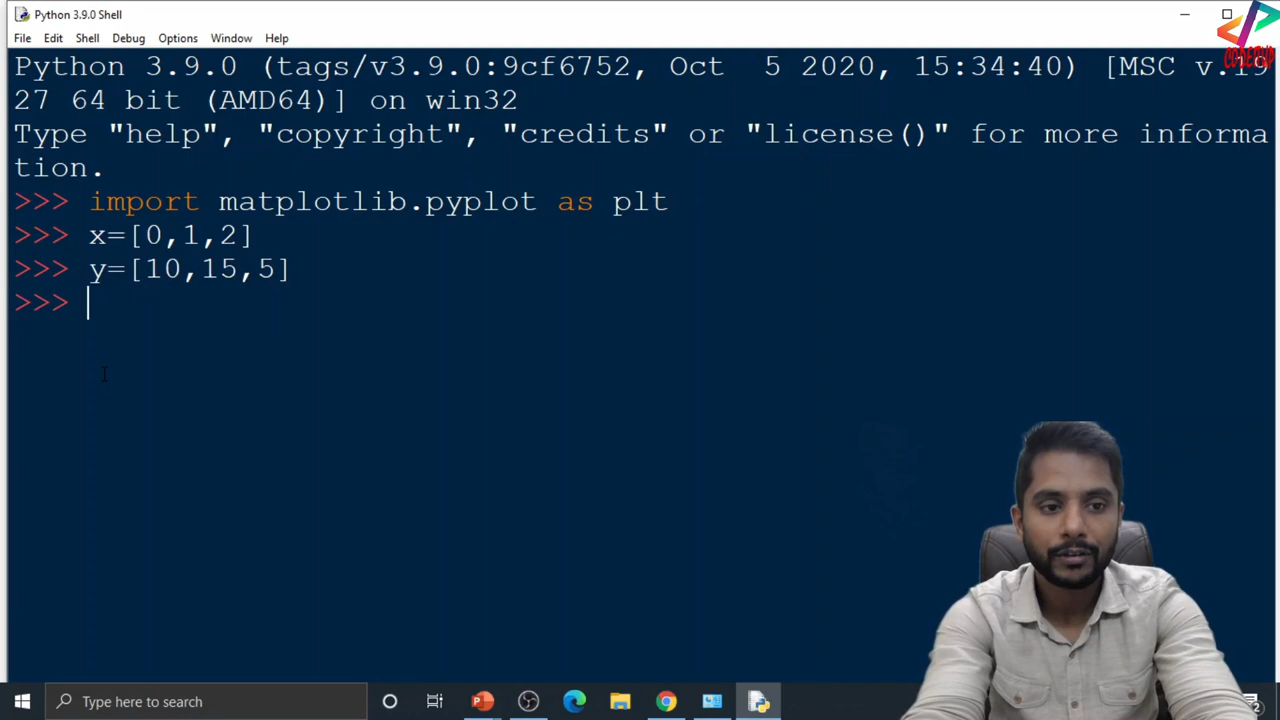 Python 3.9.0 Shell
File Edit Shell Debug Options Window Help
Python 3.9.0 (tags/v3.9.0:9cf6752, Oct  5 2020, 15:34:40) [MSC v.19
27 64 bit (AMD64)] on win32
Type "help", "copyright", "credits" or "license()" for more informa
tion.
>>> import matplotlib.pyplot as plt
>>> x=[0,1,2]
>>> y=[10,15,5]
>>>
Type here to search